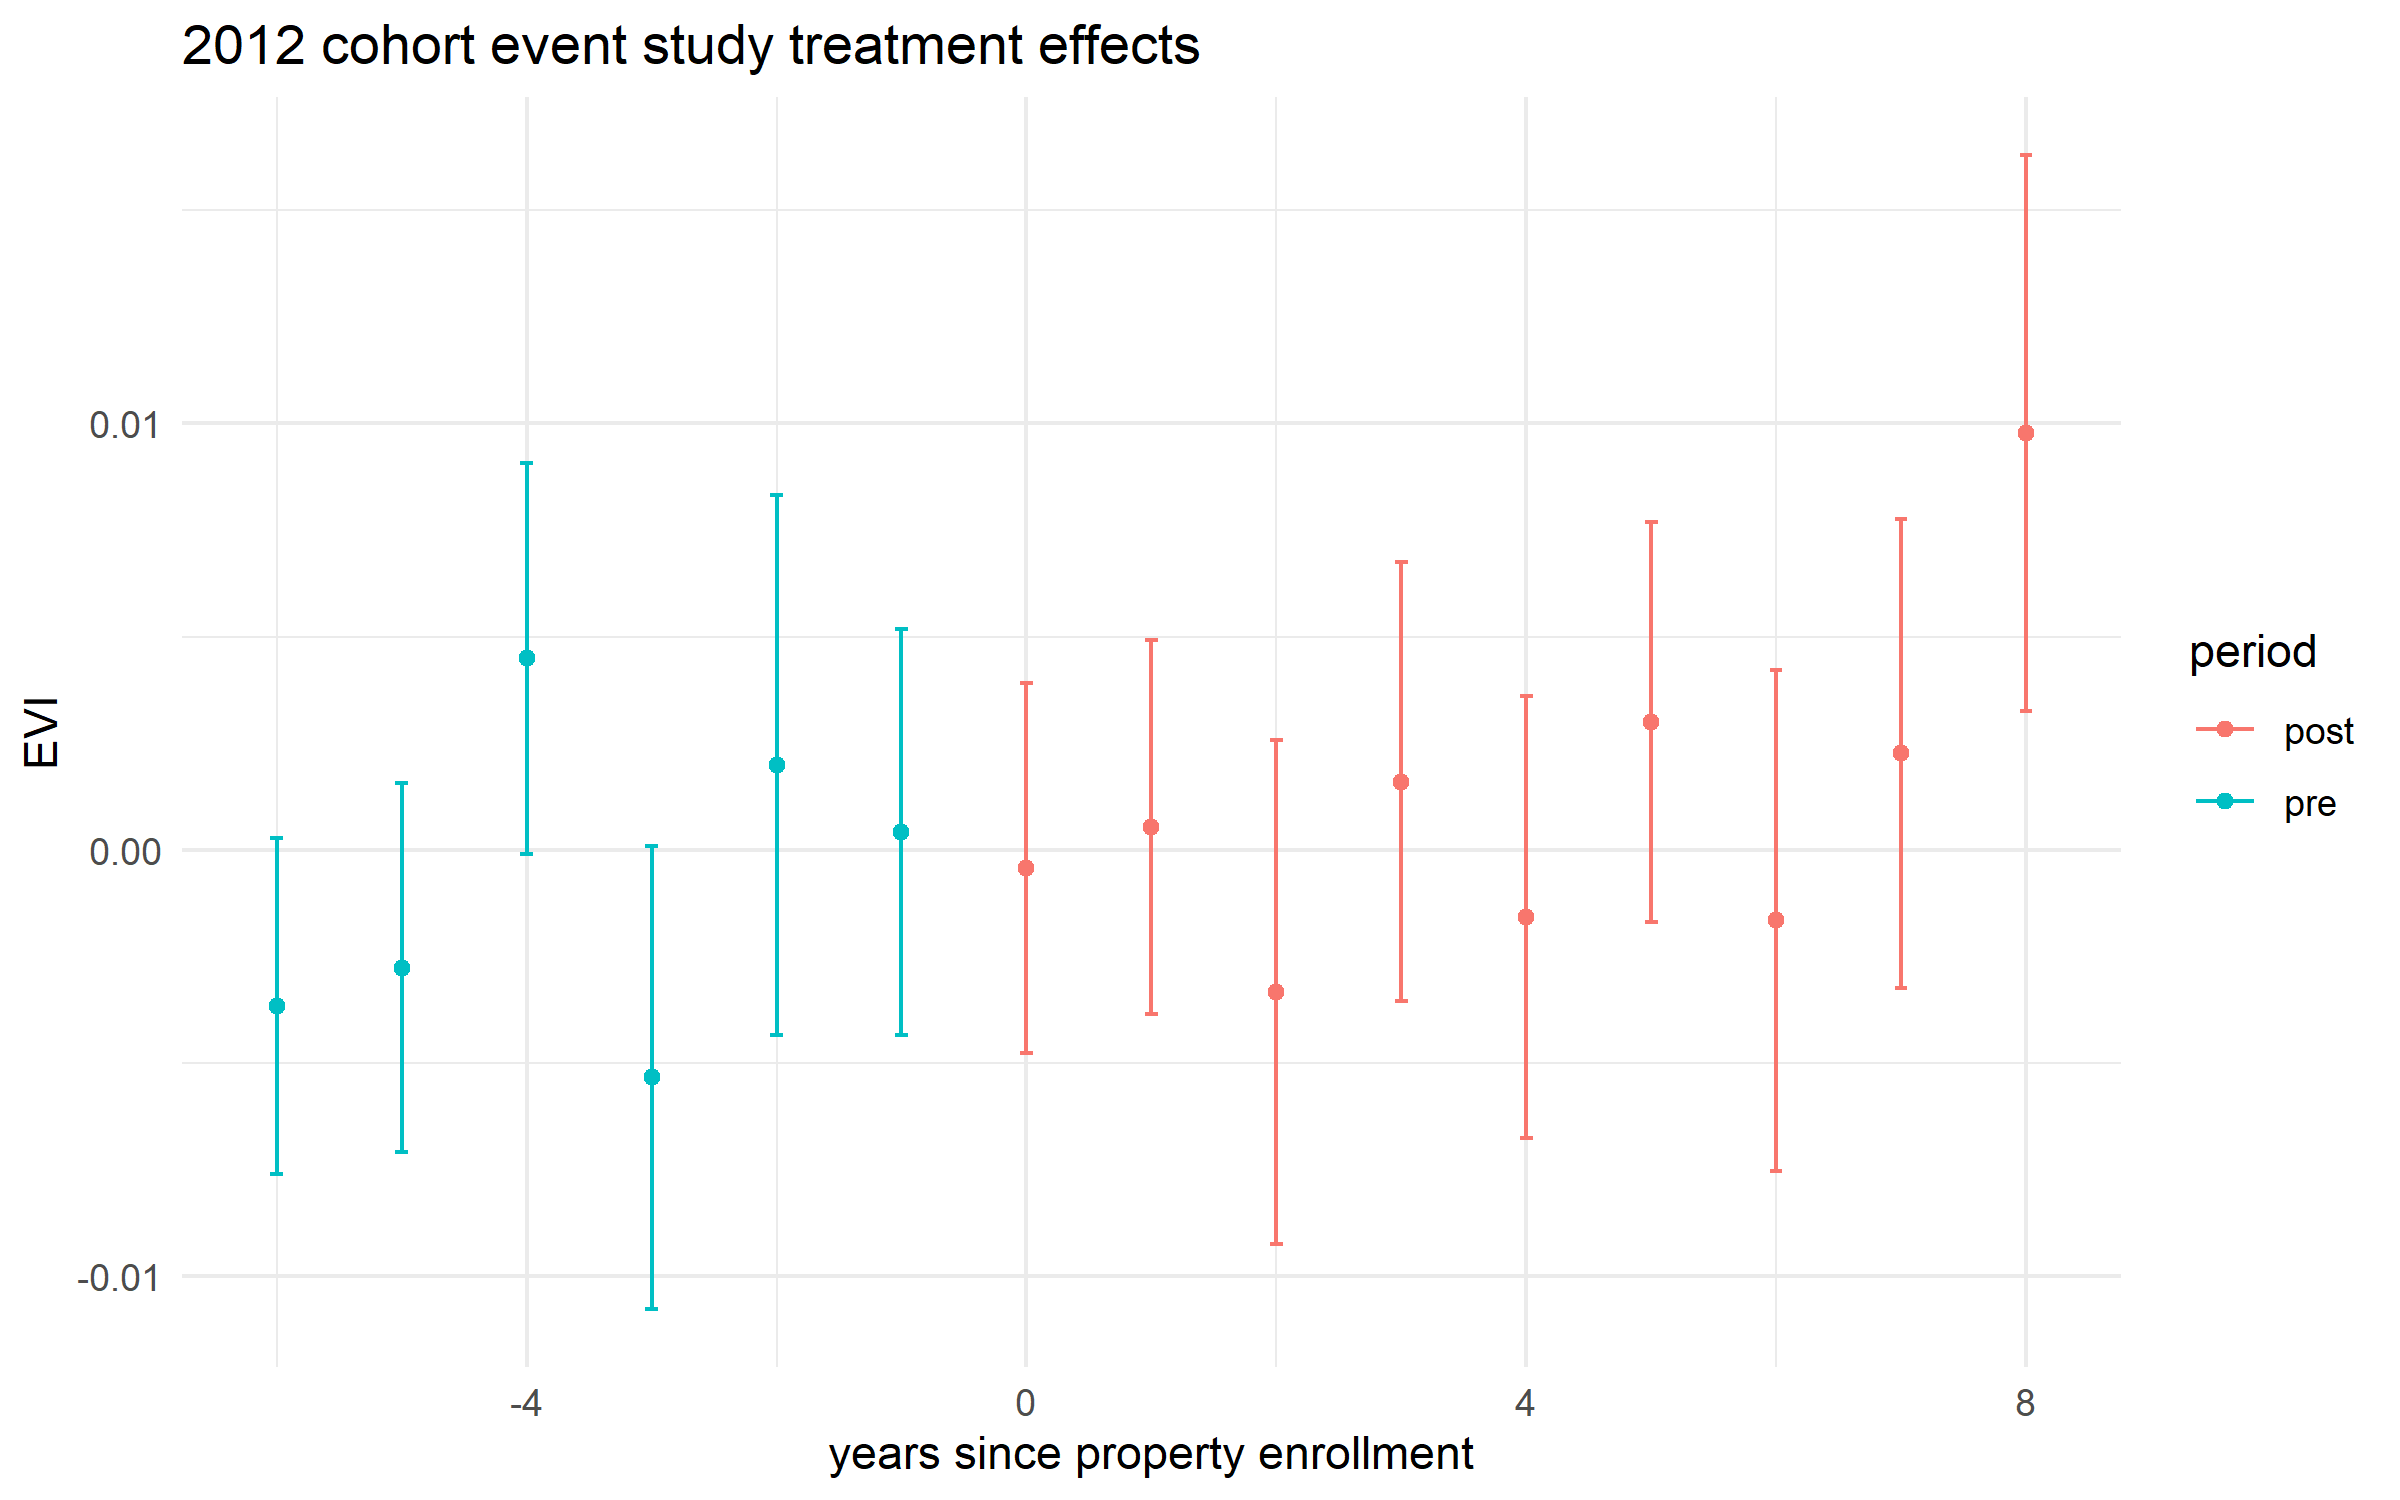 2012 cohort event study treatment effects
0.01
0.00
-0.01
EVI
-4
0
4
8
years since property enrollment
period
post
pre